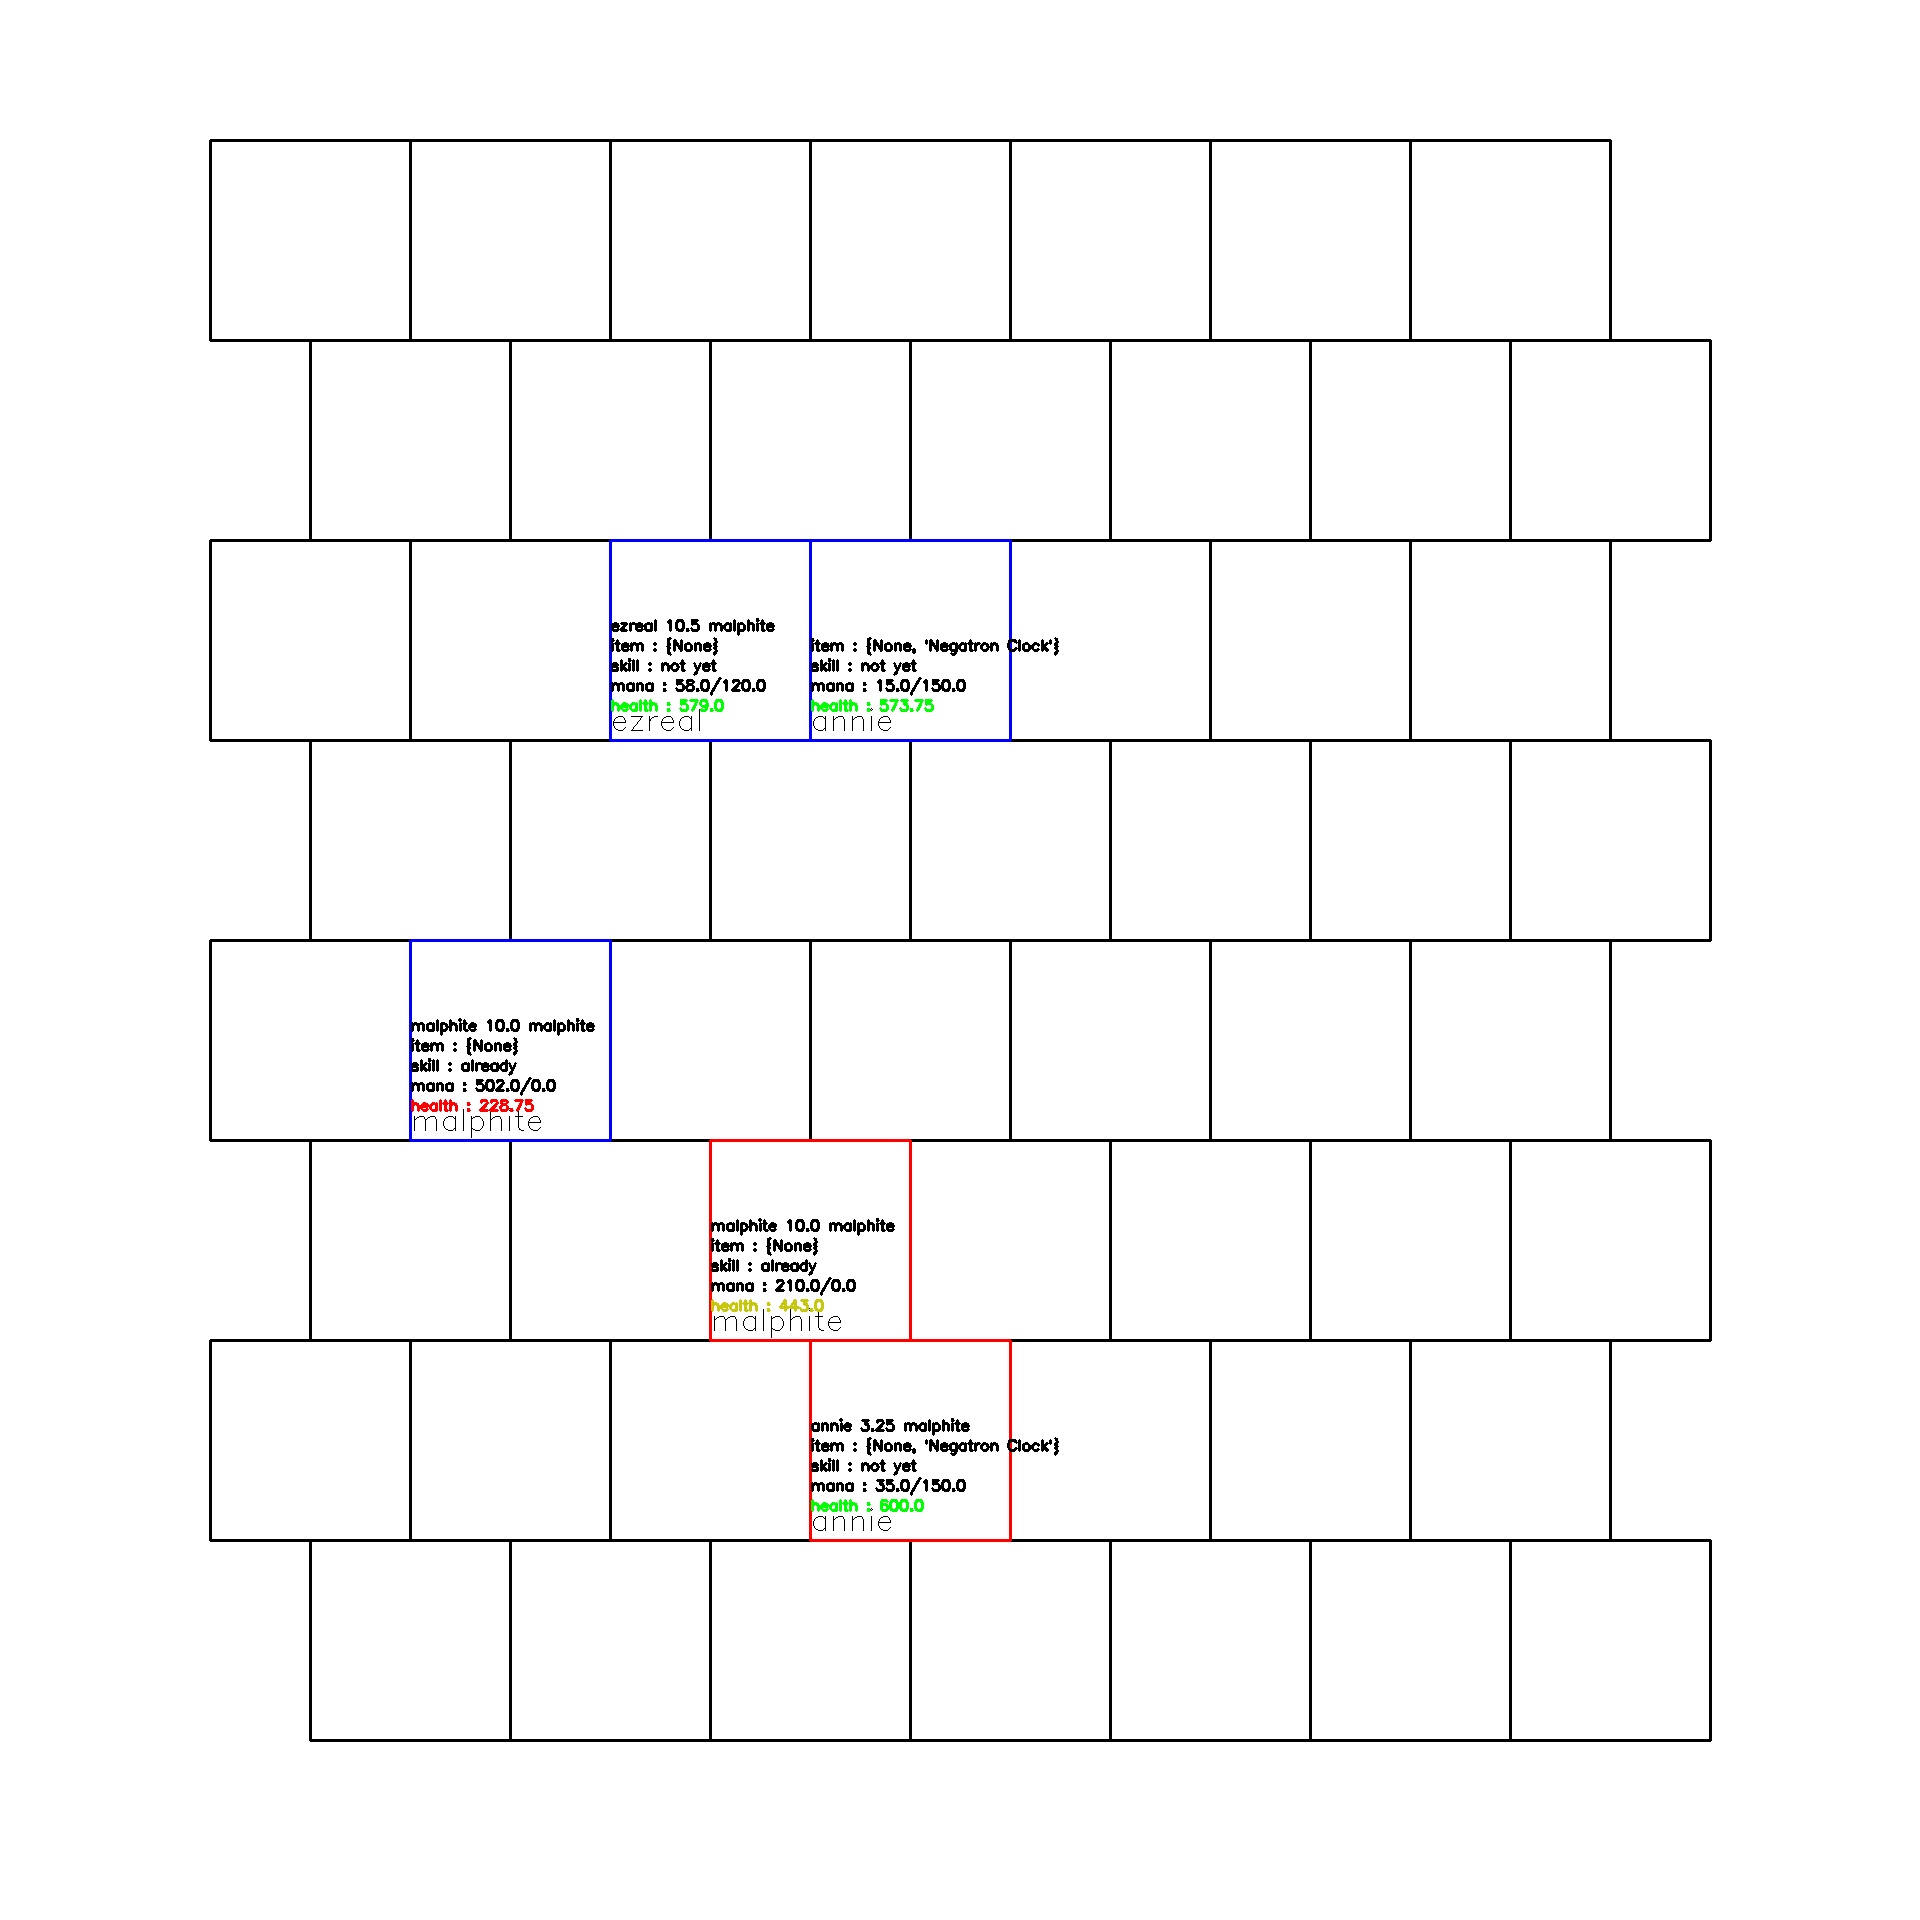 ezreal 10.5 malphite
item : {None}
skill : not yet
mana : 58.0/120.0
health : 579.0
ezreal
item : {None, 'Negatron Clock'}
skill : not yet
mana : 15.0/150.0
health : 573.75
annie
malphite 10.0 malphite
item : {None}
skill : already
mana : 502.0/0.0
health : 228.75
malphite
malphite 10.0 malphite
item : {None}
skill : already
mana : 210.0/0.0
health : 443.0
malphite
annie 3.25 malphite
item : {None, 'Negatron Clock'}
skill : not yet
mana : 35.0/150.0
health : 600.0
annie